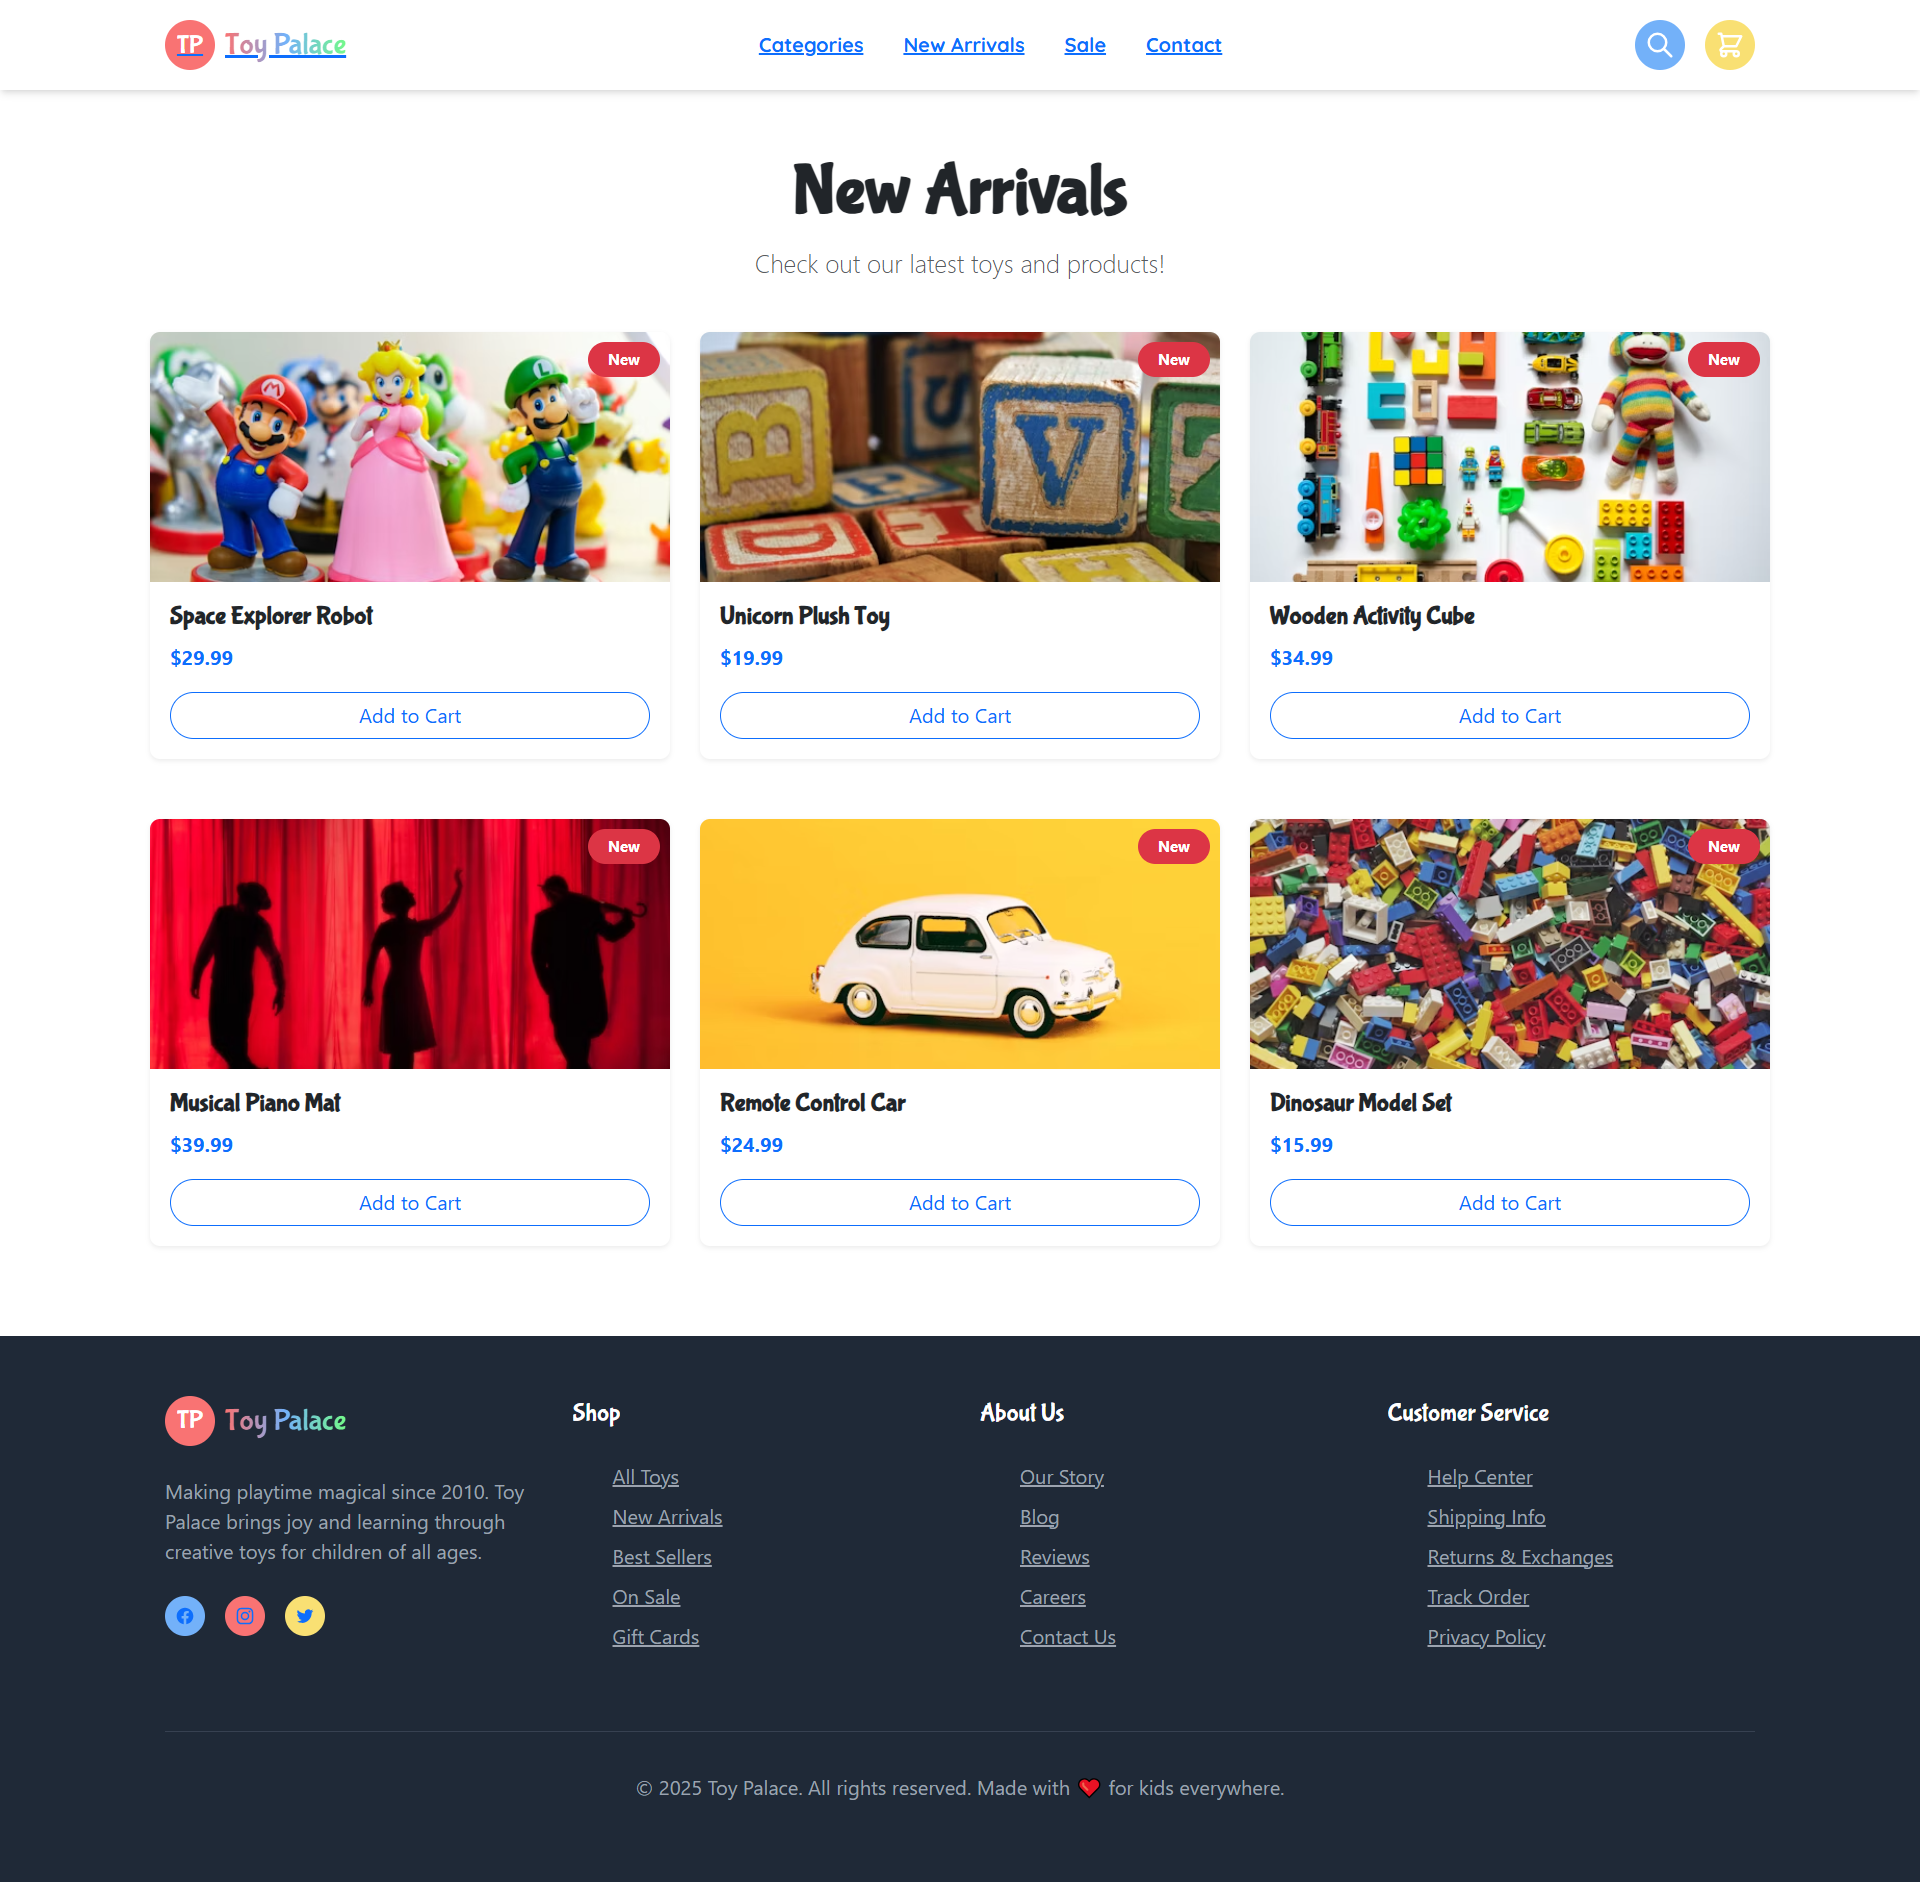 TP Toy Palace
Categories New Arrivals Sale Contact
New Arrivals
Check out our latest toys and products!
New
New
New
M
L
B
S
V
Z
Space Explorer Robot
$29.99
Add to Cart
Unicorn Plush Toy
$19.99
Add to Cart
Wooden Activity Cube
$34.99
Add to Cart
New
New
New
Musical Piano Mat
$39.99
Add to Cart
Remote Control Car
$24.99
Add to Cart
Dinosaur Model Set
$15.99
Add to Cart
TP Toy Palace
Making playtime magical since 2010. Toy
Palace brings joy and learning through
creative toys for children of all ages.
Shop
All Toys
New Arrivals
Best Sellers
On Sale
Gift Cards
About Us
Our Story
Blog
Reviews
Careers
Contact Us
Customer Service
Help Center
Shipping Info
Returns & Exchanges
Track Order
Privacy Policy
© 2025 Toy Palace. All rights reserved. Made with ❤️ for kids everywhere.